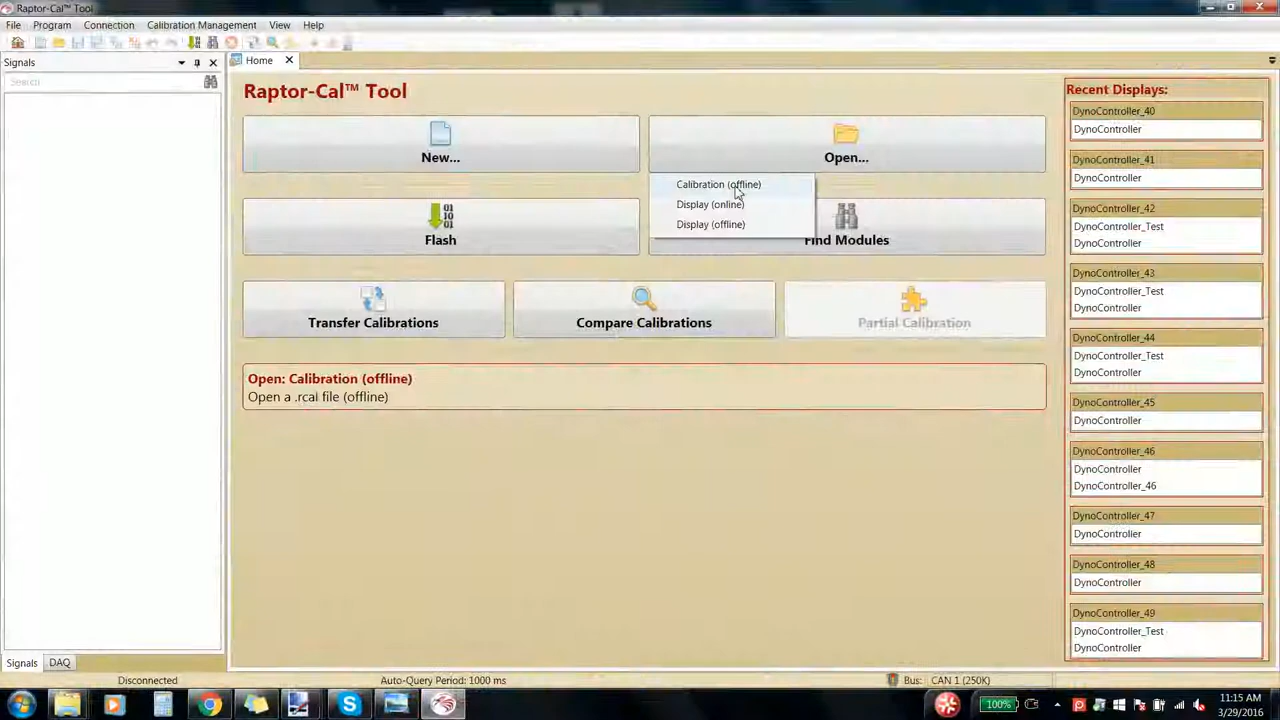 Raptor-Cal™ Tool
File Program Connection Calibration Management View Help
Signals
Home
Search
Raptor-Cal™ Tool
New...
Open...
Calibration (offline)
Display (online)
Display (offline)
Flash
Find Modules
Transfer Calibrations
Compare Calibrations
Partial Calibration
Open: Calibration (offline)
Open a .rcal file (offline)
Recent Displays:
DynoController_40
DynoController
DynoController_41
DynoController
DynoController_42
DynoController_Test
DynoController
DynoController_43
DynoController_Test
DynoController
DynoController_44
DynoController_Test
DynoController
DynoController_45
DynoController
DynoController_46
DynoController
DynoController_46
DynoController_47
DynoController
DynoController_48
DynoController
DynoController_49
DynoController_Test
DynoController
Signals DAQ
Disconnected
Auto-Query Period: 1000 ms
Bus: CAN 1 (250K)
100%
11:15 AM
3/29/2016